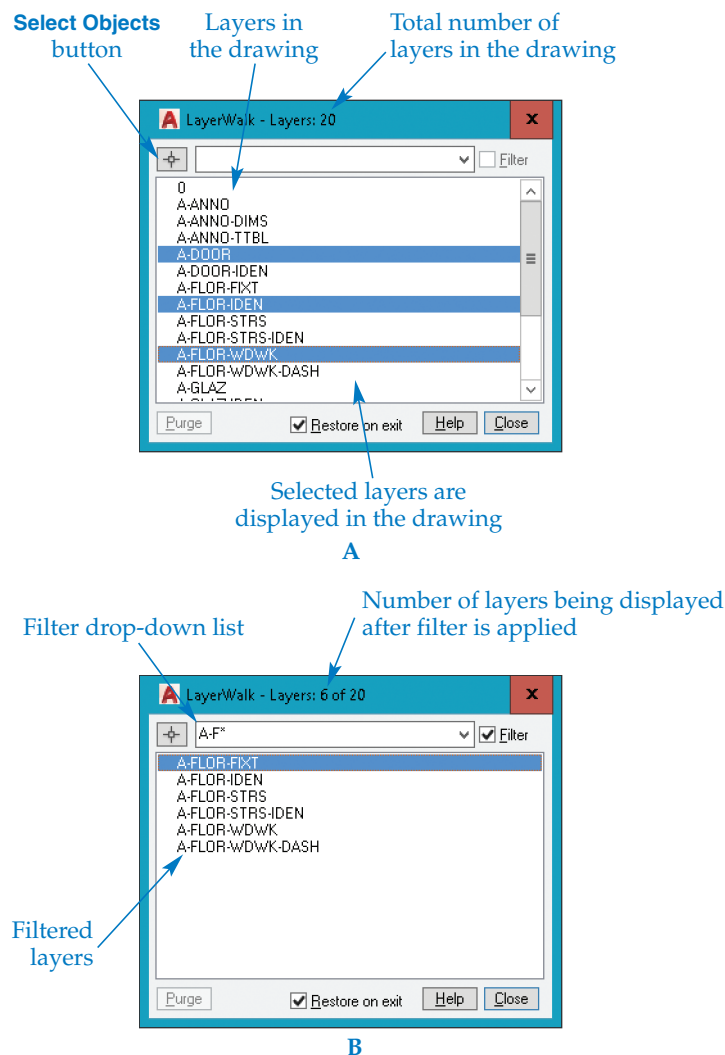 Select Objects
button
Layers in
the drawing
Total number of
layers in the drawing
LayerWalk - Layers: 20
x
Filter
0
A-ANNO
A-ANNO-DIMS
A-ANNO-TTBL
A-DOOR
A-DOOR-IDEN
A-FLOR-FIXT
A-FLOR-IDEN
A-FLOR-STRS
A-FLOR-STRS-IDEN
A-FLOR-WDWK
A-FLOR-WDWK-DASH
A-GLAZ
Purge
Restore on exit
Help
Close
Selected layers are
displayed in the drawing
A
Number of layers being displayed
after filter is applied
Filter drop-down list
LayerWalk - Layers: 6 of 20
x
A-F*
Filter
A-FLOR-FIXT
A-FLOR-IDEN
A-FLOR-STRS
A-FLOR-STRS-IDEN
A-FLOR-WDWK
A-FLOR-WDWK-DASH
Filtered
layers
Purge
Restore on exit
Help
Close
B